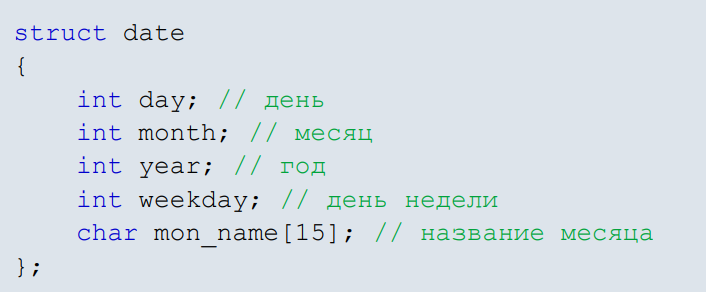 struct date
{
int day; // день
int month; // месяц
int year; // год
int weekday; // день недели
char mon_name[15]; // название месяца
};